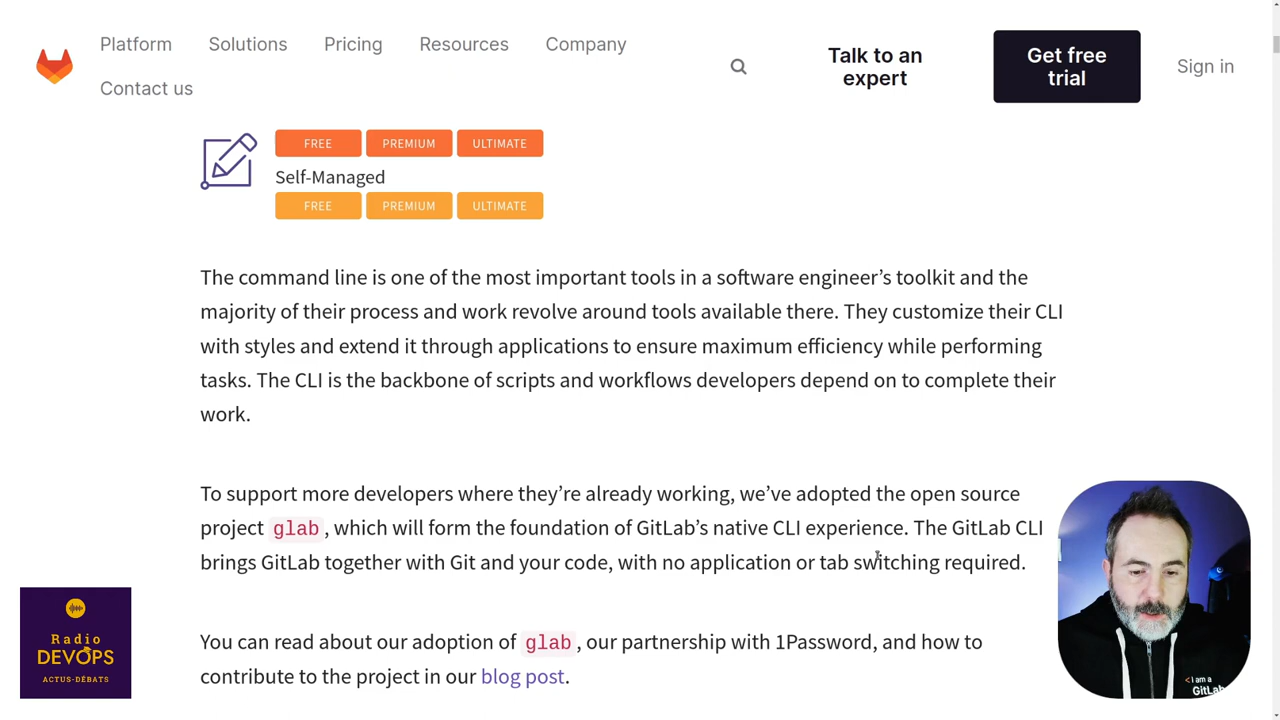 Platform Solutions Pricing Resources Company
Contact us
Talk to an
expert
Get free
trial
Sign in
FREE PREMIUM ULTIMATE
Self-Managed
FREE PREMIUM ULTIMATE
The command line is one of the most important tools in a software engineer’s toolkit and the
majority of their process and work revolve around tools available there. They customize their CLI
with styles and extend it through applications to ensure maximum efficiency while performing
tasks. The CLI is the backbone of scripts and workflows developers depend on to complete their
work.
To support more developers where they’re already working, we’ve adopted the open source
project glab, which will form the foundation of GitLab’s native CLI experience. The GitLab CLI
brings GitLab together with Git and your code, with no application or tab switching required.
You can read about our adoption of glab, our partnership with 1Password, and how to
contribute to the project in our blog post.
Radio
DEVOPS
ACTUS-DÉBATS
<I am a
GitLab